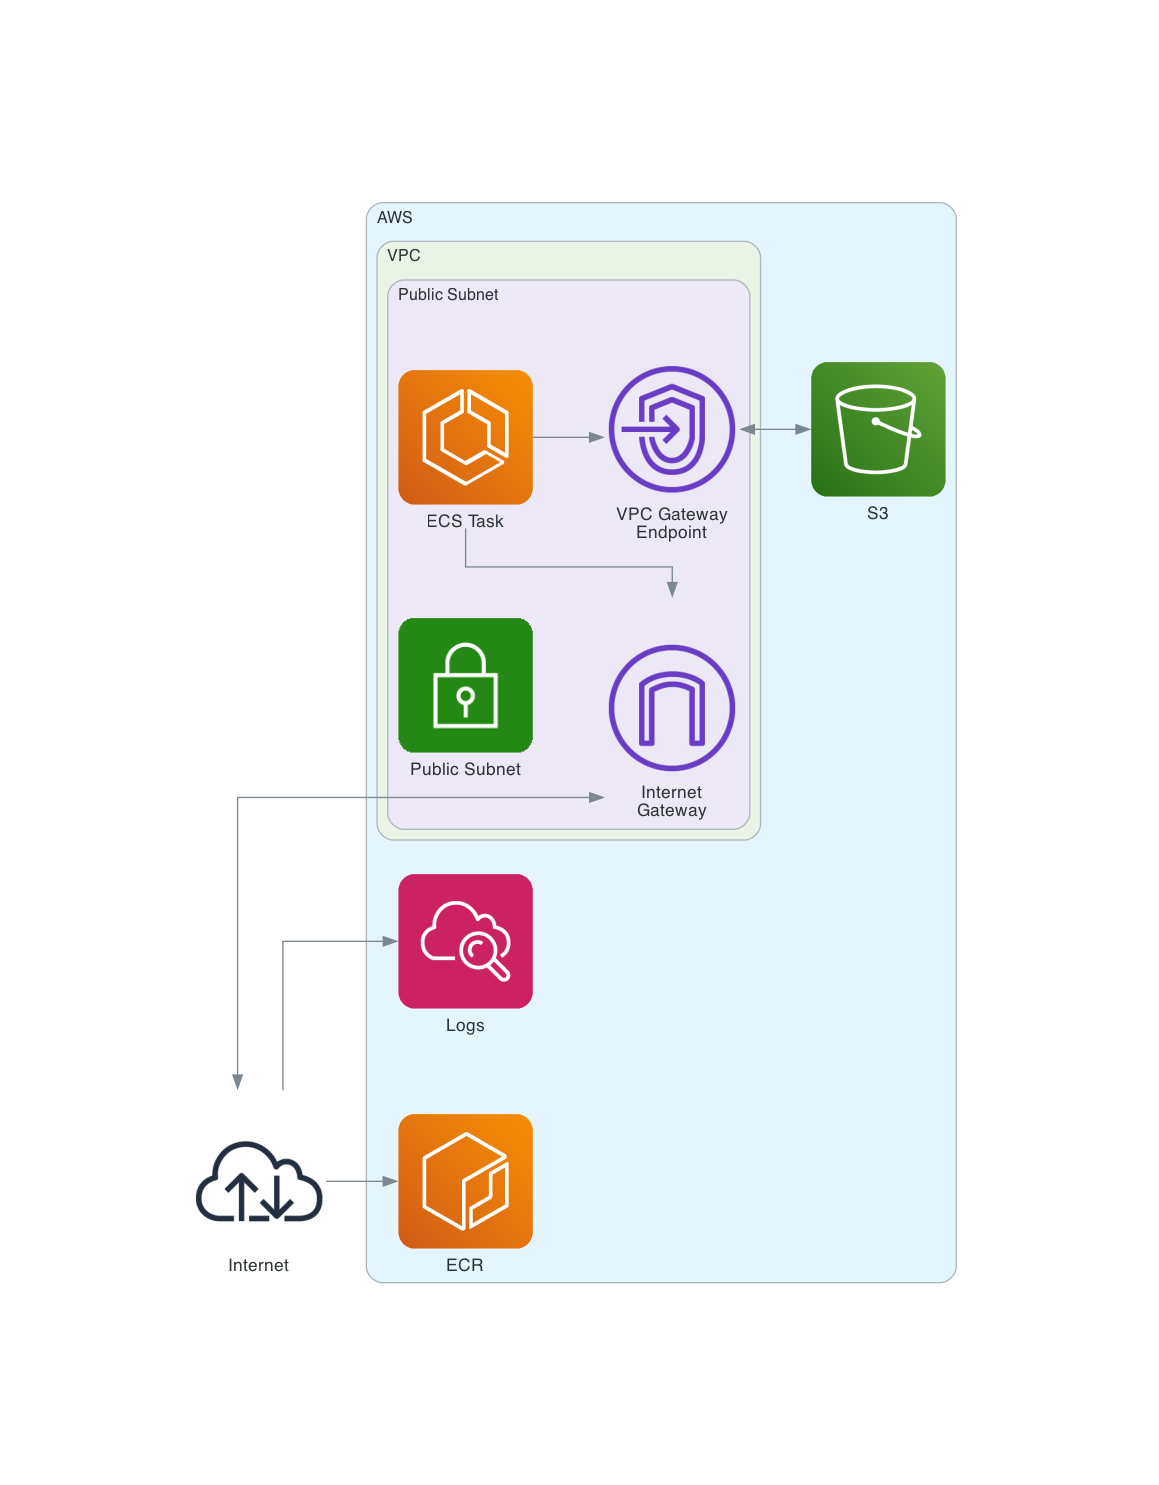 AWS
VPC
Public Subnet
ECS Task
VPC Gateway
Endpoint
S3
Public Subnet
Internet
Gateway
Logs
Internet
ECR